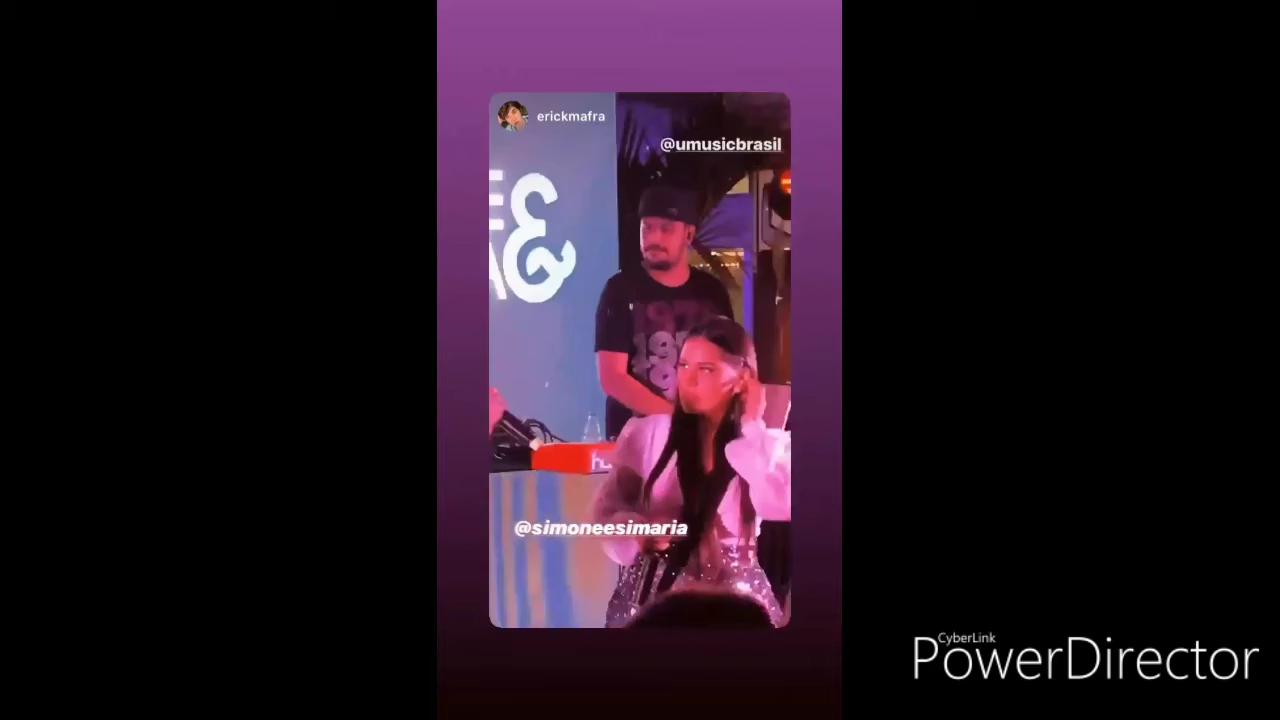 erickmafra
@umusicbrasil
&
@simoneesimaria
CyberLink
PowerDirector